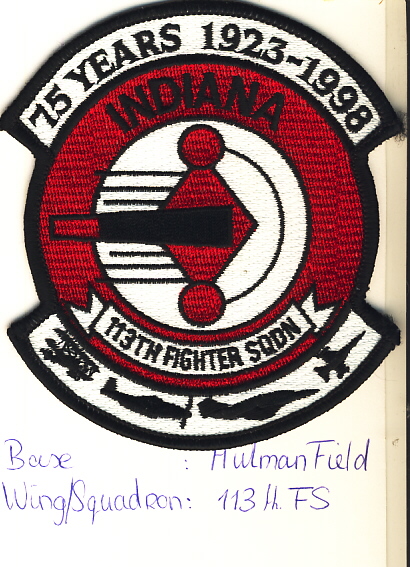 75 YEARS 1923-1998
INDIANA
113TH FIGHTER SQDN
Base : Hulman Field
Wing/Squadron: 113 th. FS